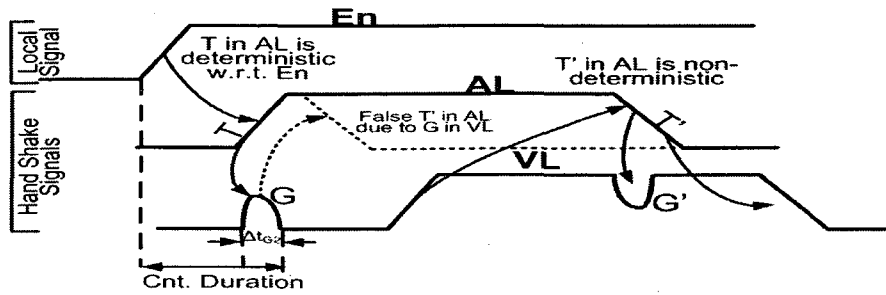 En
Local
Signal
T in AL is
deterministic
w.r.t. En
T' in AL is non-
deterministic
AL
Hand Shake
Signals
T
False T' in AL
due to G in VL
T'
VL
G
G'
Cnt. Duration